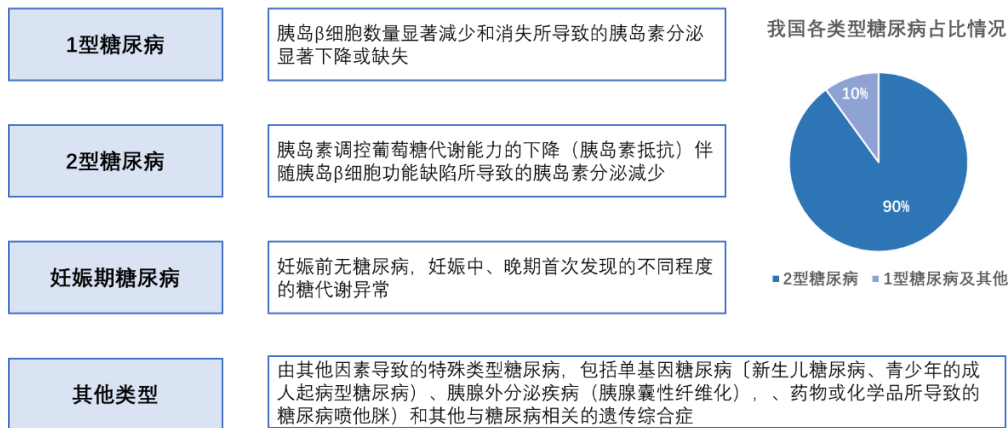 1型糖尿病
胰岛β细胞数量显著减少和消失所导致的胰岛素分泌
显著下降或缺失
2型糖尿病
胰岛素调控葡萄糖代谢能力的下降（胰岛素抵抗）伴
随胰岛β细胞功能缺陷所导致的胰岛素分泌减少
妊娠期糖尿病
妊娠前无糖尿病，妊娠中、晚期首次发现的不同程度
的糖代谢异常
其他类型
由其他因素导致的特殊类型糖尿病，包括单基因糖尿病〔新生儿糖尿病、青少年的成
人起病型糖尿病）、胰腺外分泌疾病（胰腺囊性纤维化），、药物或化学品所导致的
糖尿病喷他脒）和其他与糖尿病相关的遗传综合症
我国各类型糖尿病占比情况
10%
90%
2型糖尿病 1型糖尿病及其他